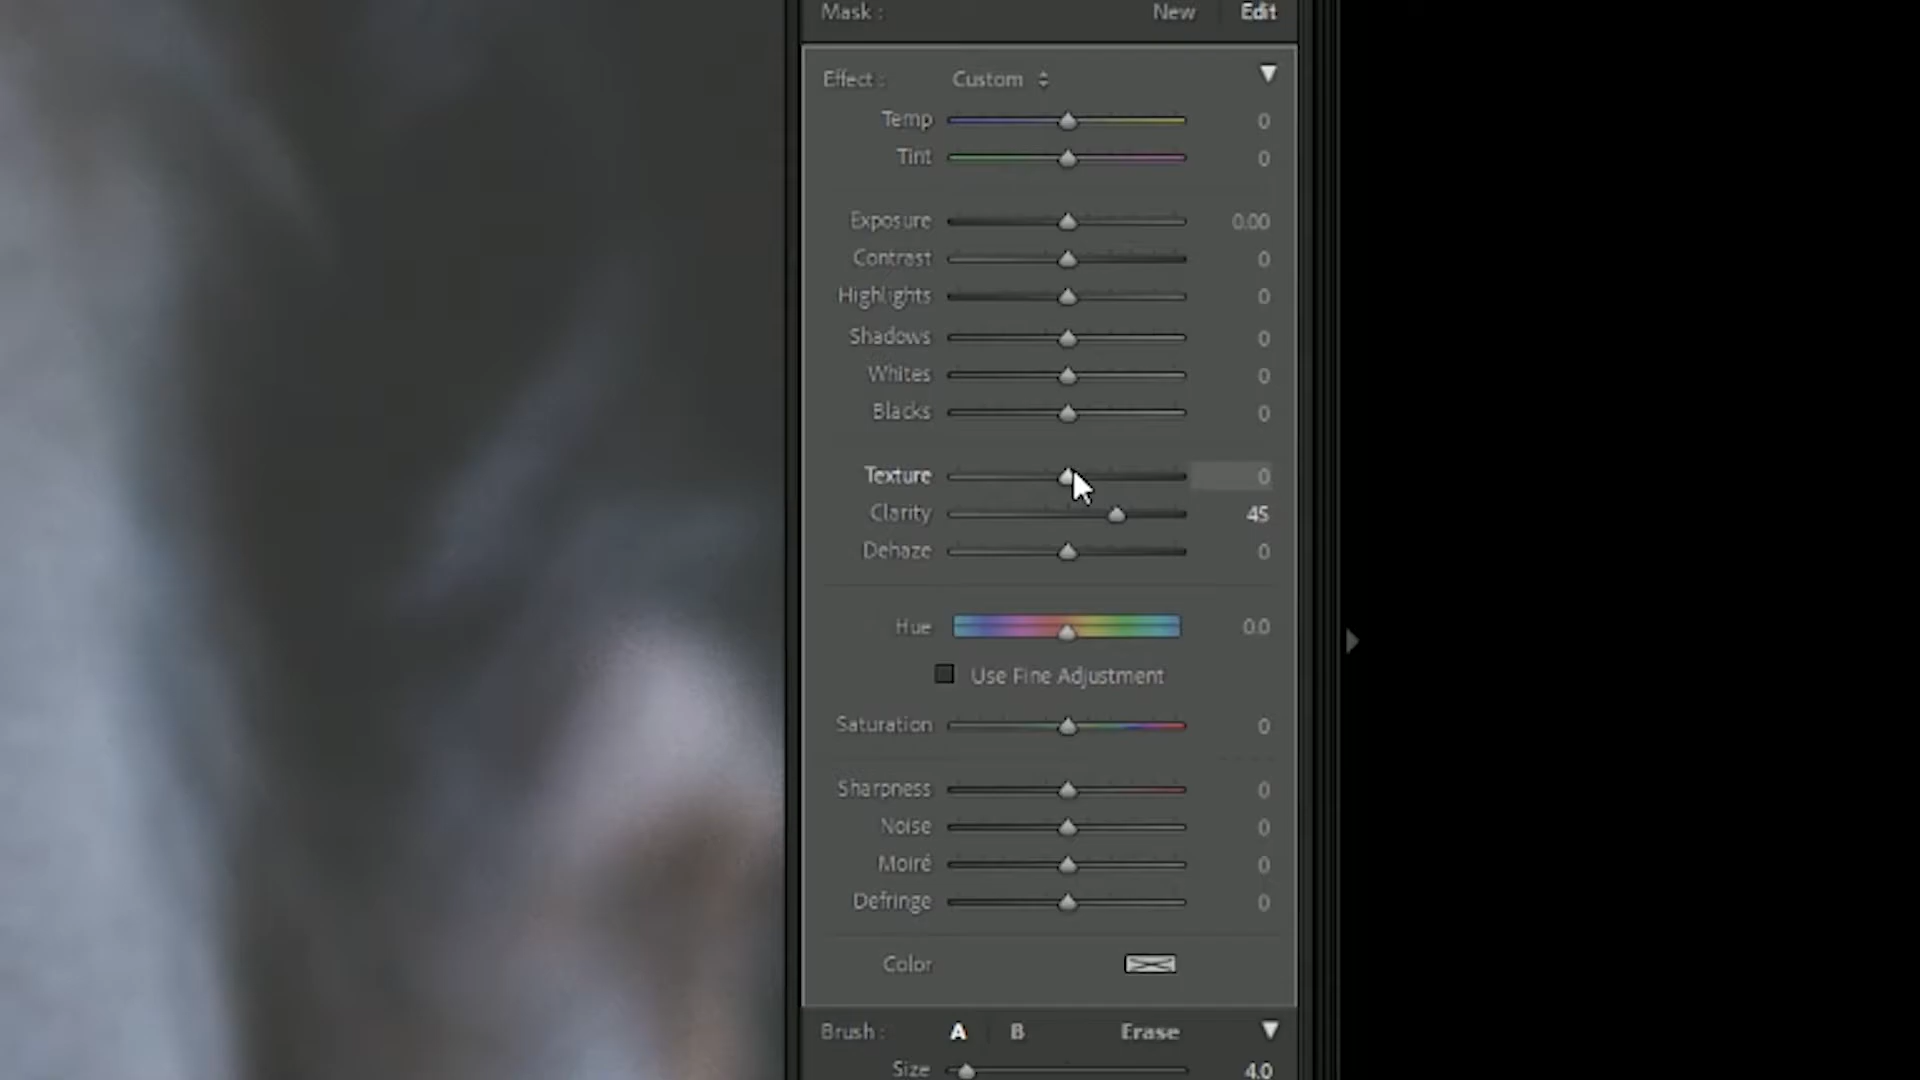 Mask : New Edit
Effect : Custom
Temp 0
Tint 0
Exposure 0.00
Contrast 0
Highlights 0
Shadows 0
Whites 0
Blacks 0
Texture 0
Clarity 45
Dehaze 0
Hue 0.0
Use Fine Adjustment
Saturation 0
Sharpness 0
Noise 0
Moiré 0
Defringe 0
Color
Brush : A B Erase
Size 4.0